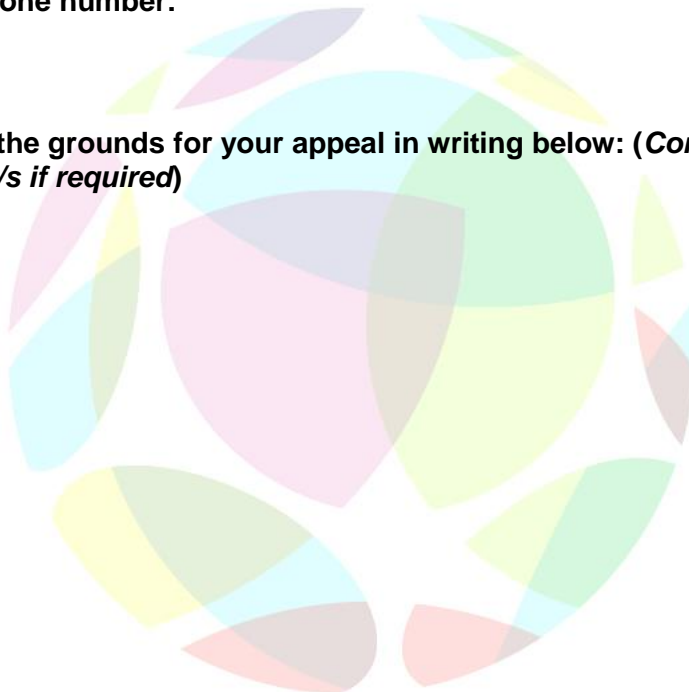 one number:
the grounds for your appeal in writing below: (Con
/s if required)